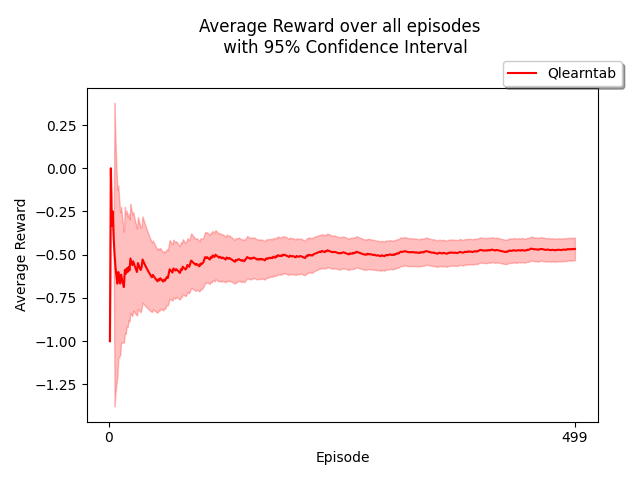 Average Reward over all episodes
with 95% Confidence Interval
Qlearntab
0.25
0.00
−0.25
−0.50
−0.75
−1.00
−1.25
Average Reward
0
499
Episode